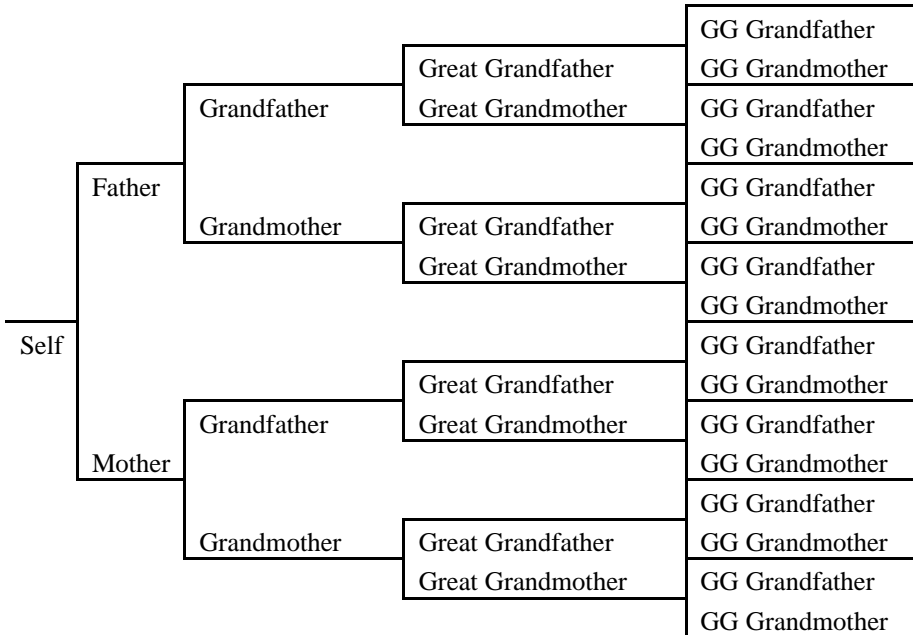 GG Grandfather
Great Grandfather GG Grandmother
Grandfather Great Grandmother GG Grandfather
GG Grandmother
Father GG Grandfather
Grandmother Great Grandfather GG Grandmother
Great Grandmother GG Grandfather
GG Grandmother
Self GG Grandfather
Great Grandfather GG Grandmother
Grandfather Great Grandmother GG Grandfather
Mother GG Grandmother
GG Grandfather
Grandmother Great Grandfather GG Grandmother
Great Grandmother GG Grandfather
GG Grandmother